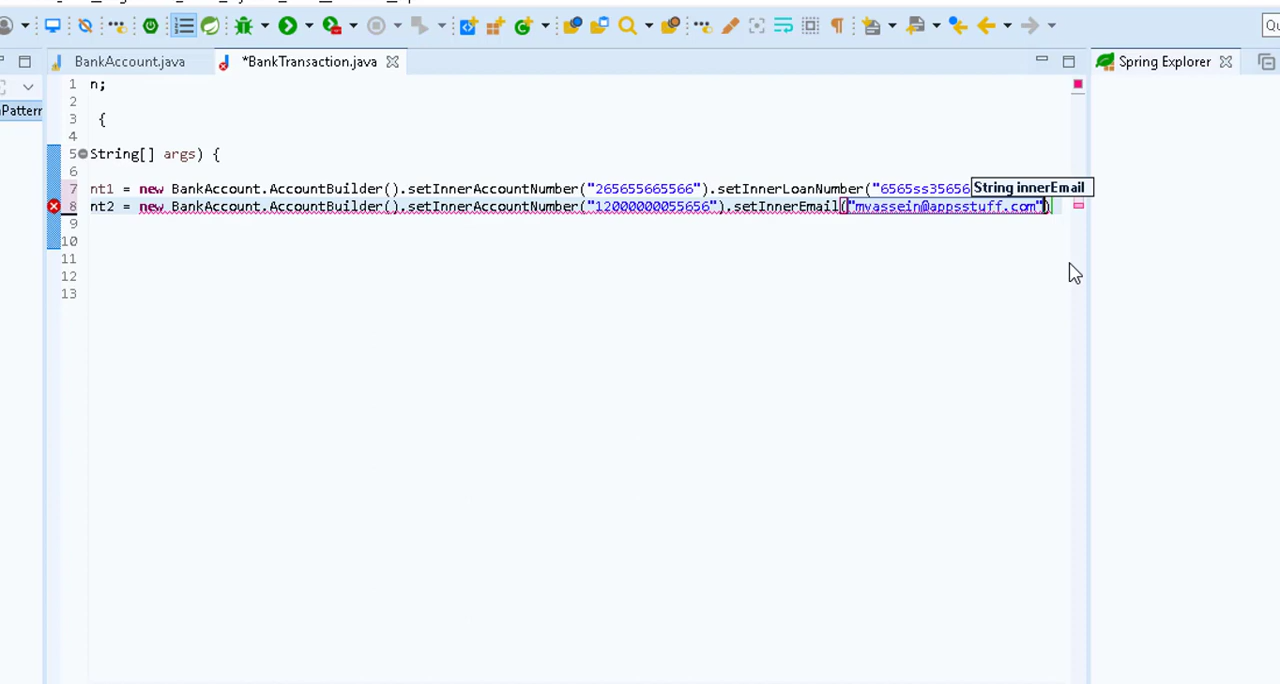 Qu
BankAccount.java
*BankTransaction.java
Spring Explorer
Pattern
1 n;
2
3 {
4
5 String[] args) {
6
7 nt1 = new BankAccount.AccountBuilder().setInnerAccountNumber("265655665566").setInnerLoanNumber("6565ss35656
String innerEmail
8 nt2 = new BankAccount.AccountBuilder().setInnerAccountNumber("12000000055656").setInnerEmail("mvassein@appsstuff.com")
9
10
11
12
13